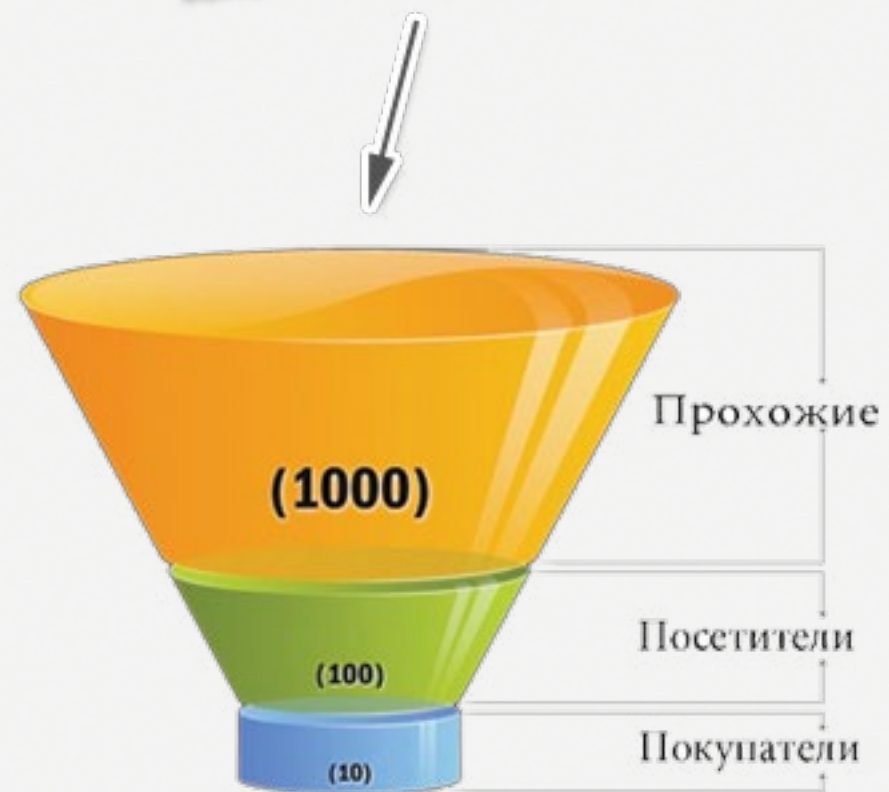 Прохожие
(1000)
Посетители
(100)
Покупатели
(10)